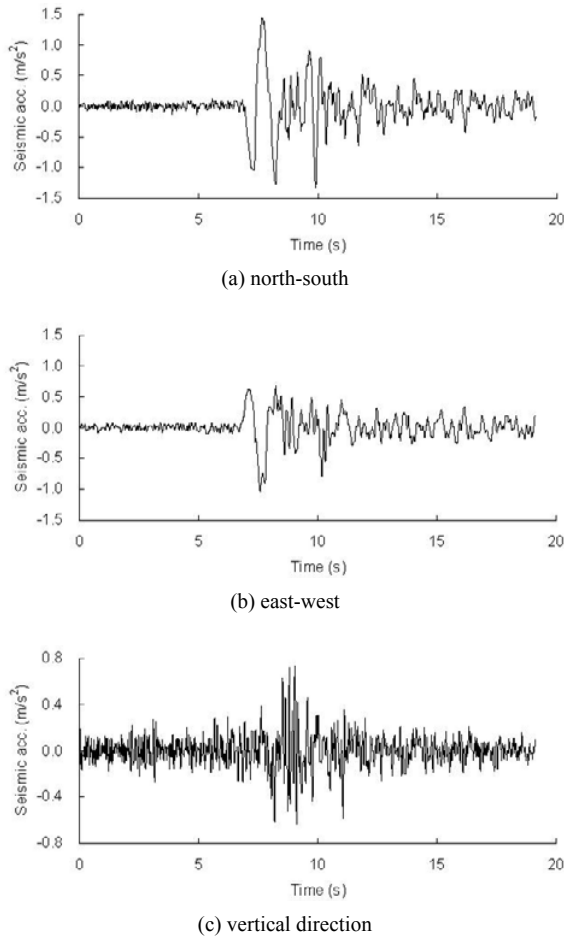 1.5
1.0
0.5
0.0
-0.5
-1.0
-1.5
Seismic acc. (m/s²)
0 5 10 15 20
Time (s)
(a) north-south
1.5
1.0
0.5
0.0
-0.5
-1.0
-1.5
Seismic acc. (m/s²)
0 5 10 15 20
Time (s)
(b) east-west
0.8
0.4
0.0
-0.4
-0.8
Seismic acc. (m/s²)
0 5 10 15 20
Time (s)
(c) vertical direction